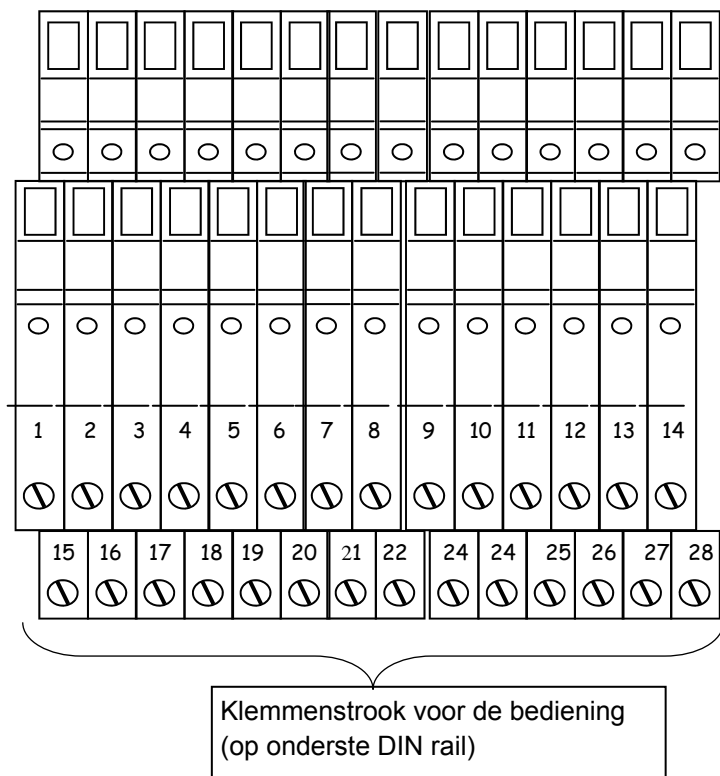 1 2 3 4 5 6 7 8 9 10 11 12 13 14
15 16 17 18 19 20 21 22 24 24 25 26 27 28
Klemmenstrook voor de bediening
(op onderste DIN rail)